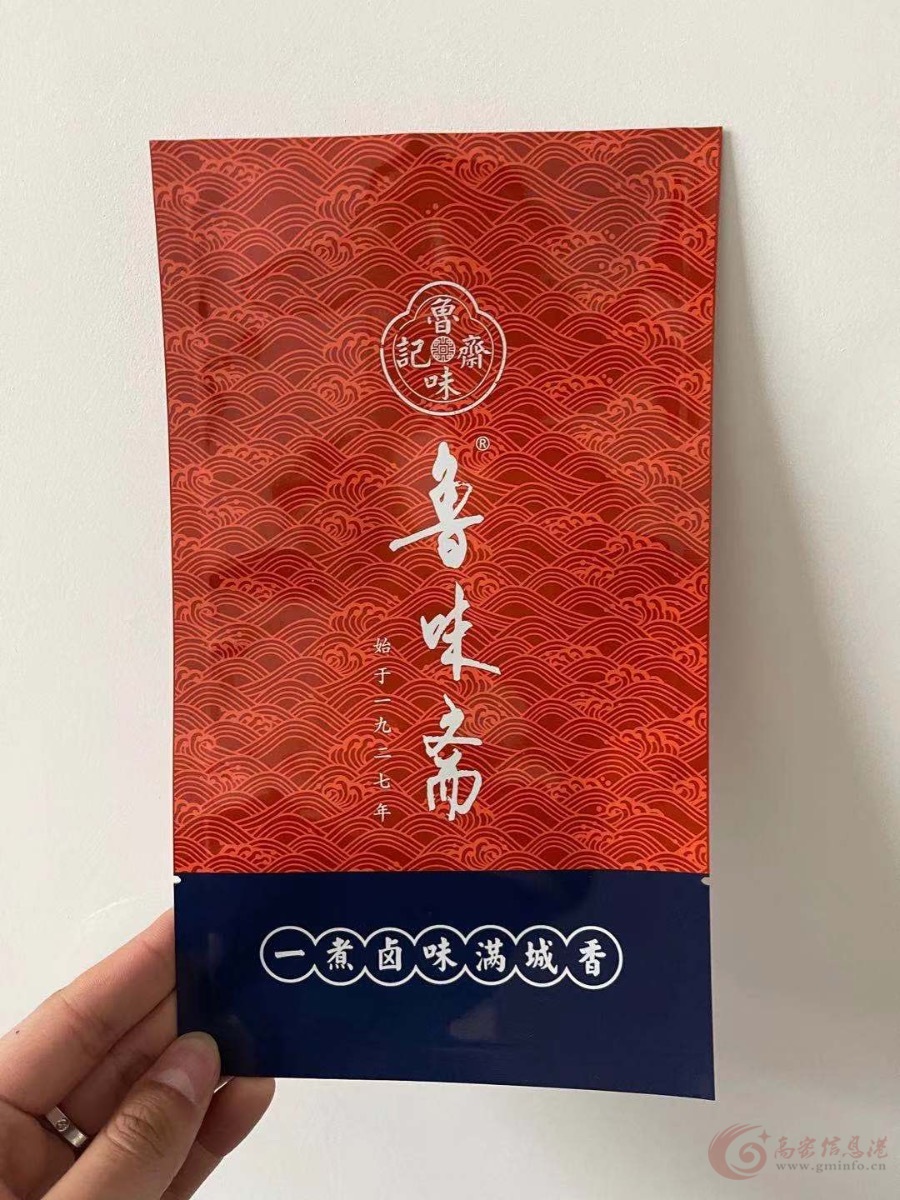 魯
記 齋
味
®
鲁味斋
始于一九二七年
一煮卤味满城香
高密信息港
www.gminfo.cn